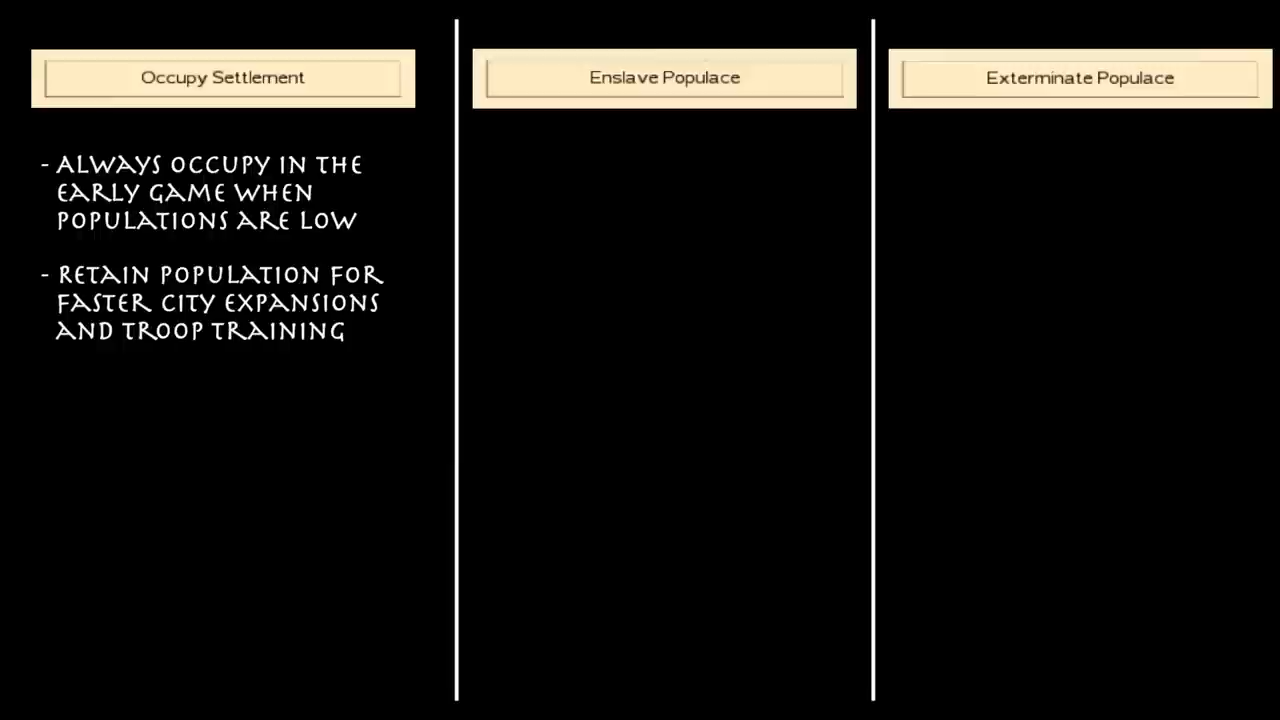 Occupy Settlement
Enslave Populace
Exterminate Populace
- ALWAYS OCCUPY IN THE
EARLY GAME WHEN
POPULATIONS ARE LOW
- RETAIN POPULATION FOR
FASTER CITY EXPANSIONS
AND TROOP TRAINING